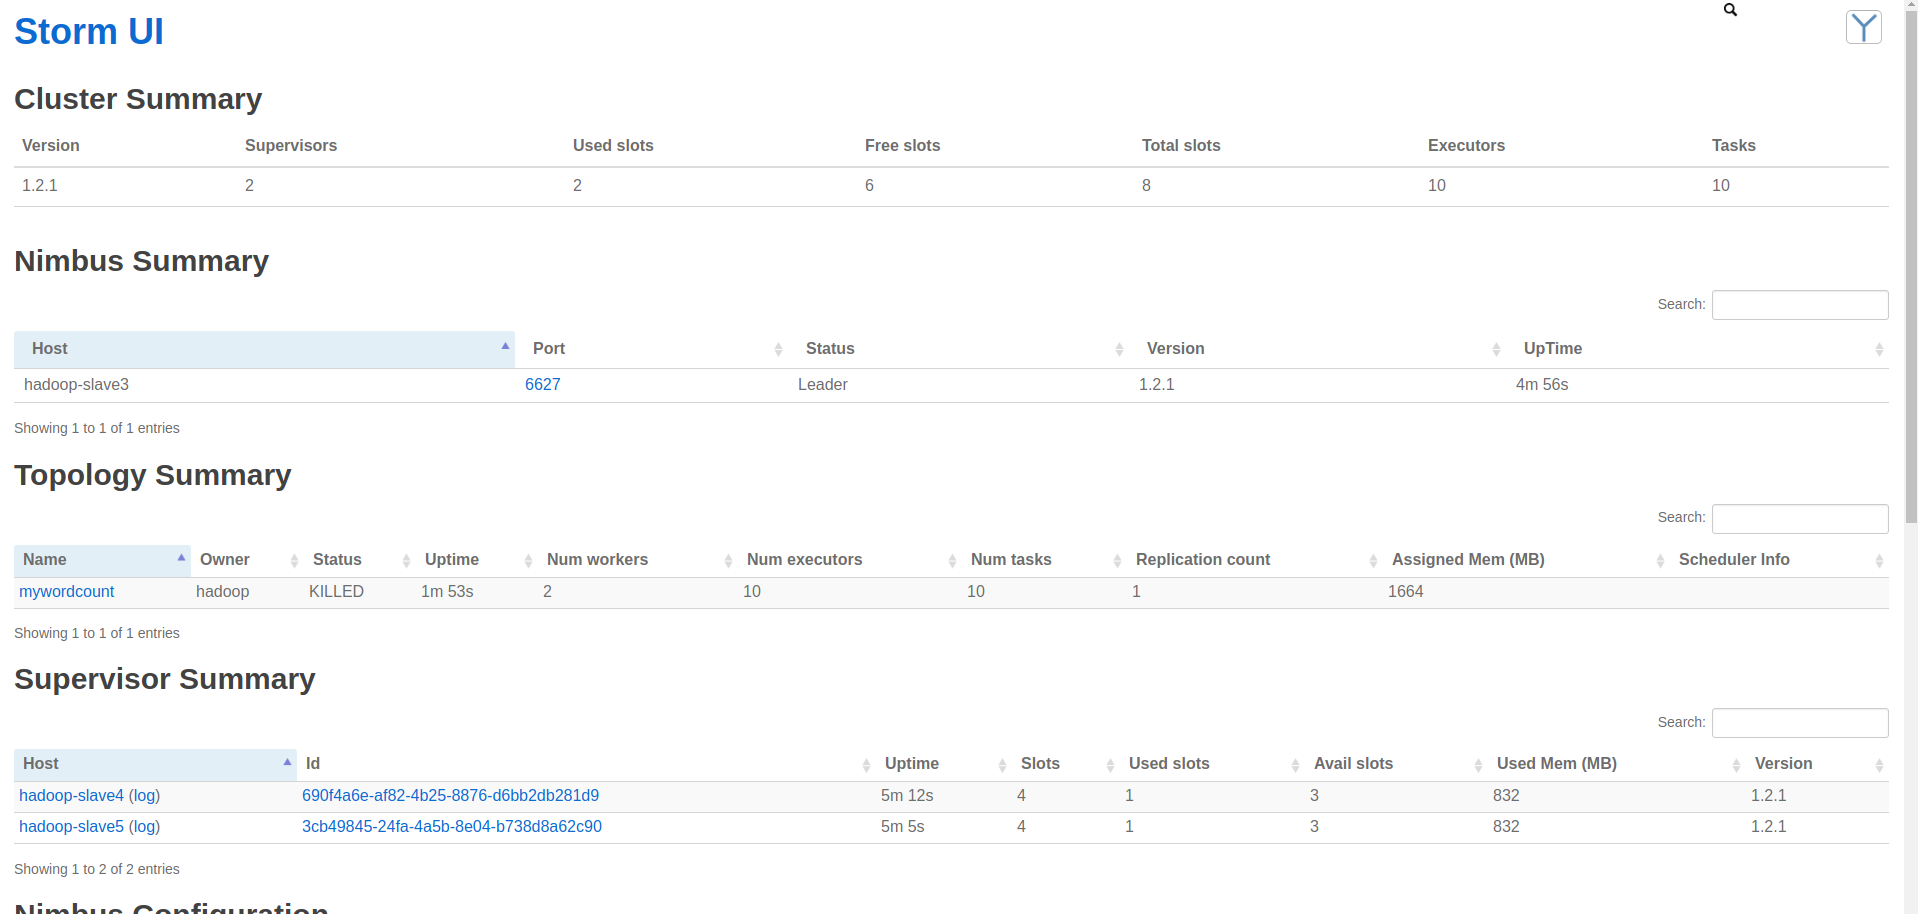 Storm UI
Cluster Summary
Version Supervisors Used slots Free slots Total slots Executors Tasks
1.2.1 2 2 6 8 10 10
Nimbus Summary
Search:
Host Port Status Version UpTime
hadoop-slave3 6627 Leader 1.2.1 4m 56s
Showing 1 to 1 of 1 entries
Topology Summary
Search:
Name Owner Status Uptime Num workers Num executors Num tasks Replication count Assigned Mem (MB) Scheduler Info
mywordcount hadoop KILLED 1m 53s 2 10 10 1 1664
Showing 1 to 1 of 1 entries
Supervisor Summary
Search:
Host Id Uptime Slots Used slots Avail slots Used Mem (MB) Version
hadoop-slave4 (log) 690f4a6e-af82-4b25-8876-d6bb2db281d9 5m 12s 4 1 3 832 1.2.1
hadoop-slave5 (log) 3cb49845-24fa-4a5b-8e04-b738d8a62c90 5m 5s 4 1 3 832 1.2.1
Showing 1 to 2 of 2 entries
Nimbus Configuration